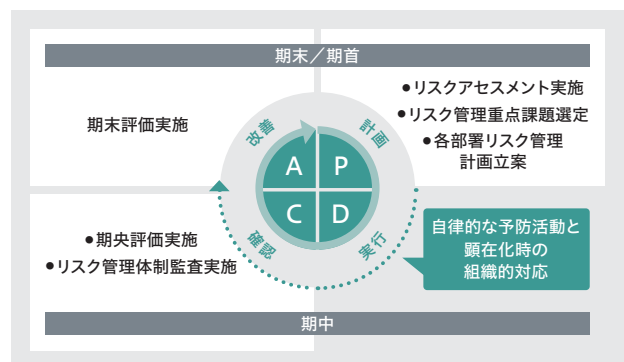 期末／期首
期末評価実施
●リスクアセスメント実施
●リスク管理重点課題選定
●各部署リスク管理
計画立案
改善
計画
A
P
C
D
確認
実行
●期央評価実施
●リスク管理体制監査実施
自律的な予防活動と
顕在化時の
組織的対応
期中